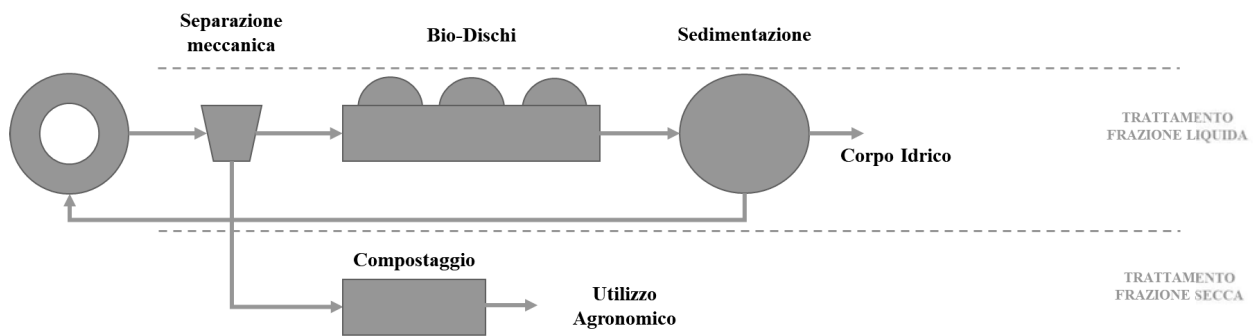 Separazione
meccanica
Bio-Dischi
Sedimentazione
TRATTAMENTO
FRAZIONE LIQUIDA
Corpo Idrico
Compostaggio
Utilizzo
Agronomico
TRATTAMENTO
FRAZIONE SECCA